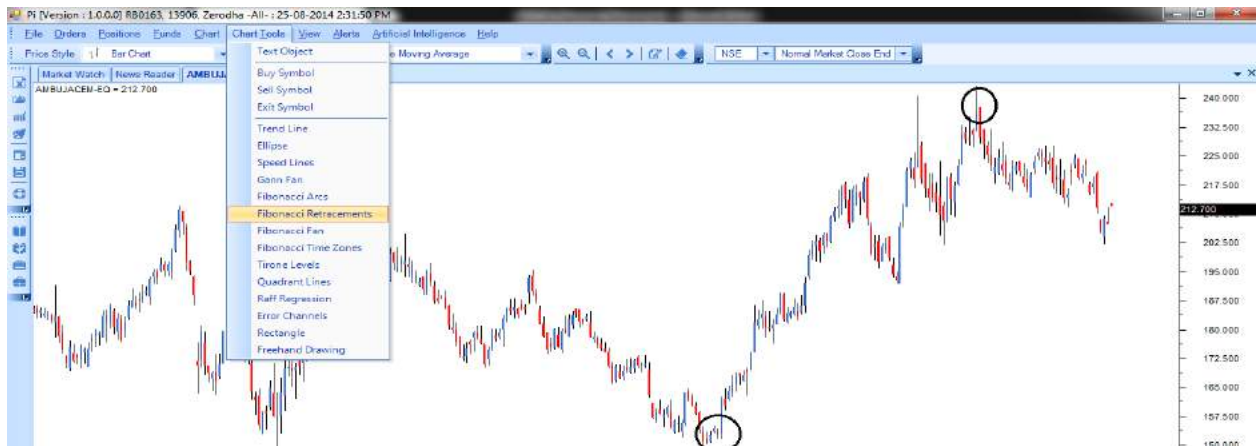 Pi [Version : 1.0.0.0] RB0163, 13906, Zerodha -All- : 25-08-2014 2:31:50 PM
File Orders Positions Funds Chart Chart Tools View Alerts Artificial Intelligence Help
Price Style Bar Chart
e Moving Average
NSE Normal Market Close End
Market Watch News Reader AMBUJA
AMBUJACEM-EQ = 212.700
Text Object
Buy Symbol
Sell Symbol
Exit Symbol
Trend Line
Ellipse
Speed Lines
Gann Fan
Fibonacci Arcs
Fibonacci Retracements
Fibonacci Fan
Fibonacci Time Zones
Tirone Levels
Quadrant Lines
Raff Regression
Error Channels
Rectangle
Freehand Drawing
240.000
232.500
225.000
217.500
212.700
202.500
195.000
187.500
180.000
172.500
165.000
157.500
150.000